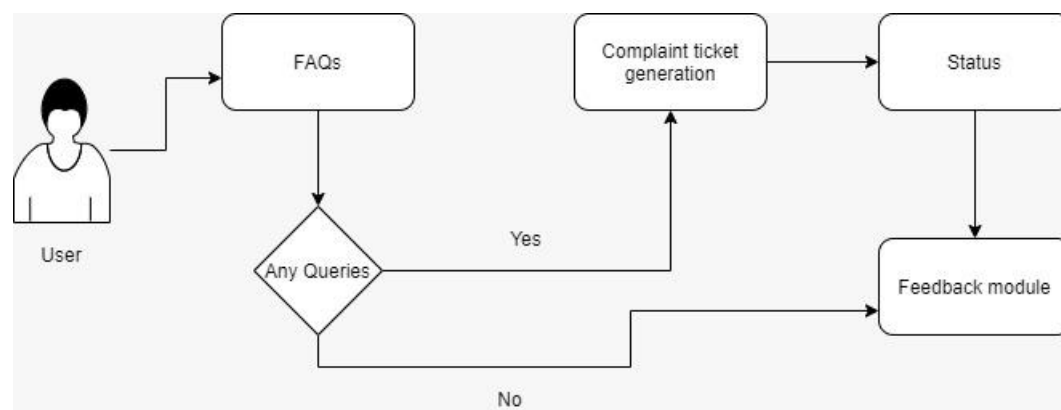 FAQs
Complaint ticket
generation
Status
User
Any Queries
Yes
Feedback module
No